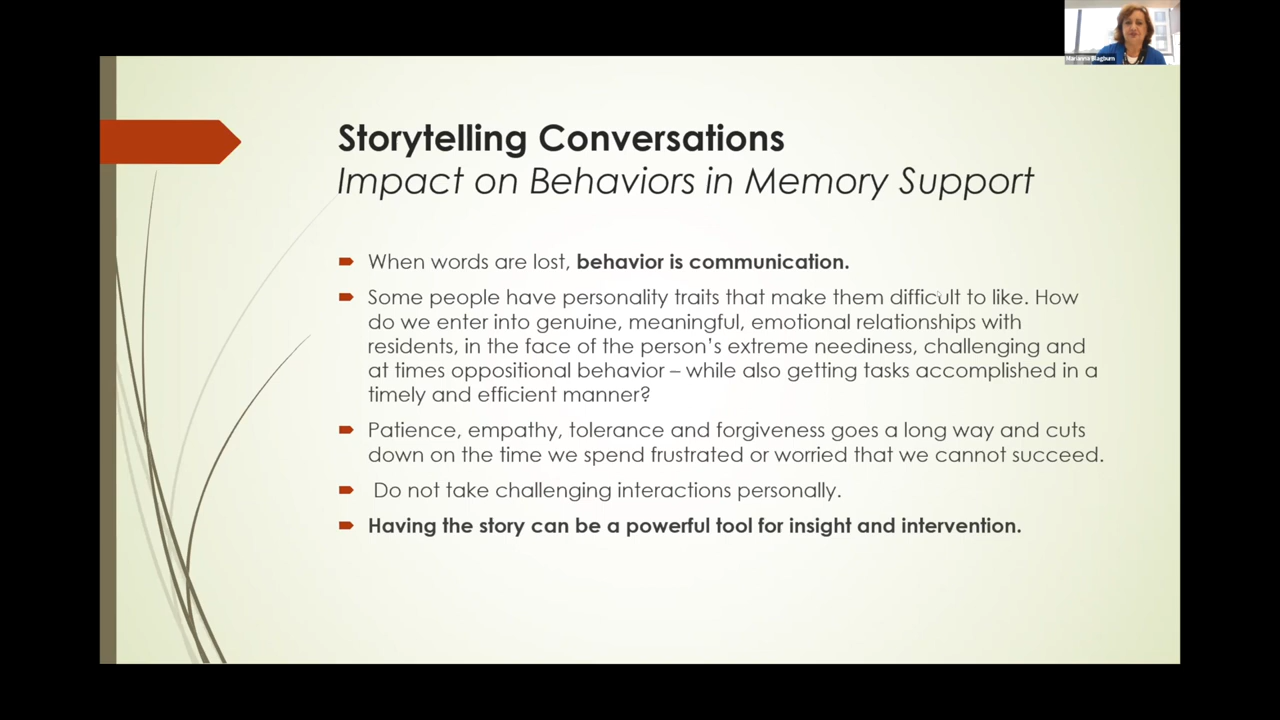 Marianna Blagburn
Storytelling Conversations
Impact on Behaviors in Memory Support
When words are lost, behavior is communication.
Some people have personality traits that make them difficult to like. How
do we enter into genuine, meaningful, emotional relationships with
residents, in the face of the person’s extreme neediness, challenging and
at times oppositional behavior – while also getting tasks accomplished in a
timely and efficient manner?
Patience, empathy, tolerance and forgiveness goes a long way and cuts
down on the time we spend frustrated or worried that we cannot succeed.
Do not take challenging interactions personally.
Having the story can be a powerful tool for insight and intervention.